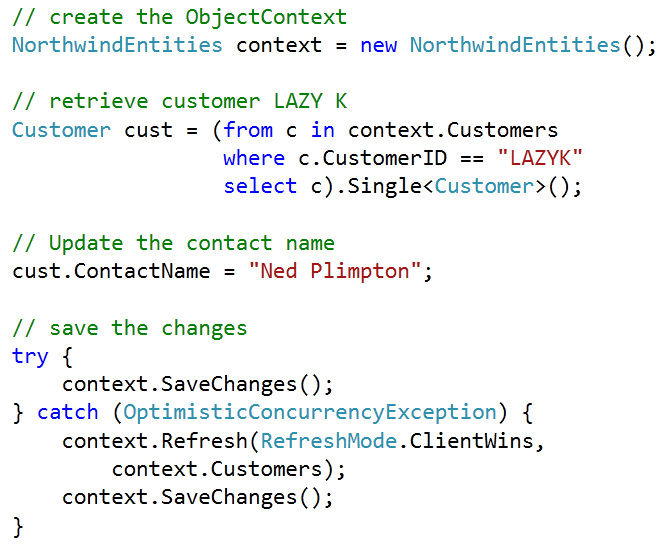 // create the ObjectContext
NorthwindEntities context = new NorthwindEntities();

// retrieve customer LAZY K
Customer cust = (from c in context.Customers
                 where c.CustomerID == "LAZYK"
                 select c).Single<Customer>();

// Update the contact name
cust.ContactName = "Ned Plimpton";

// save the changes
try {
    context.SaveChanges();
} catch (OptimisticConcurrencyException) {
    context.Refresh(RefreshMode.ClientWins,
        context.Customers);
    context.SaveChanges();
}